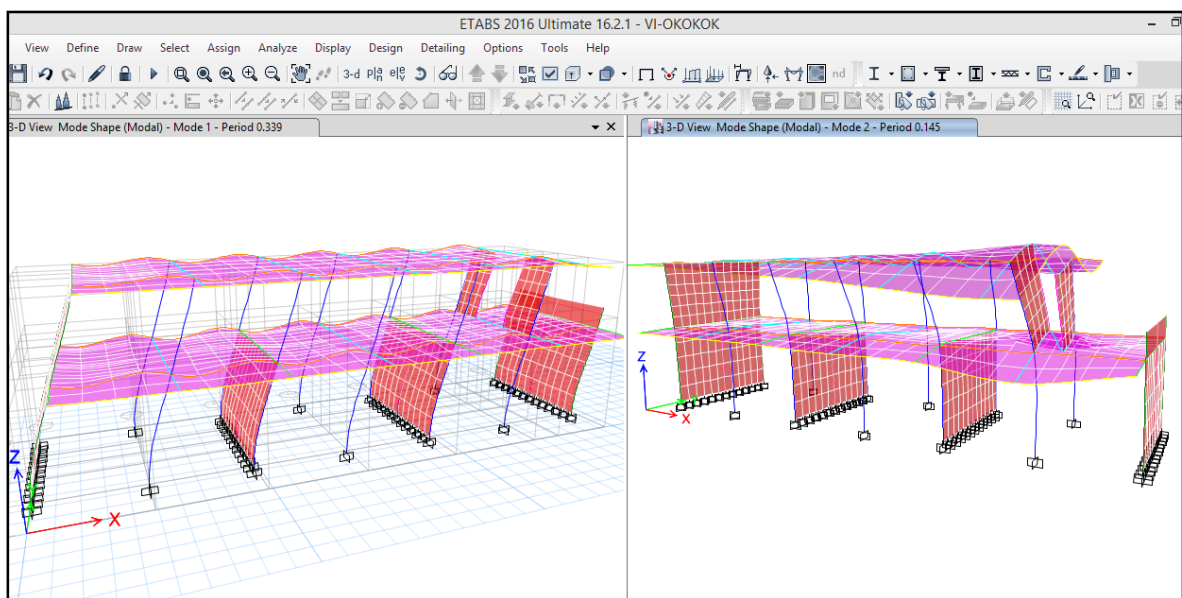 ETABS 2016 Ultimate 16.2.1 - VI-OKOKOK
View Define Draw Select Assign Analyze Display Design Detailing Options Tools Help
3-d nd
3-D View Mode Shape (Modal) - Mode 1 - Period 0.339
3-D View Mode Shape (Modal) - Mode 2 - Period 0.145
Z
X
Z
X